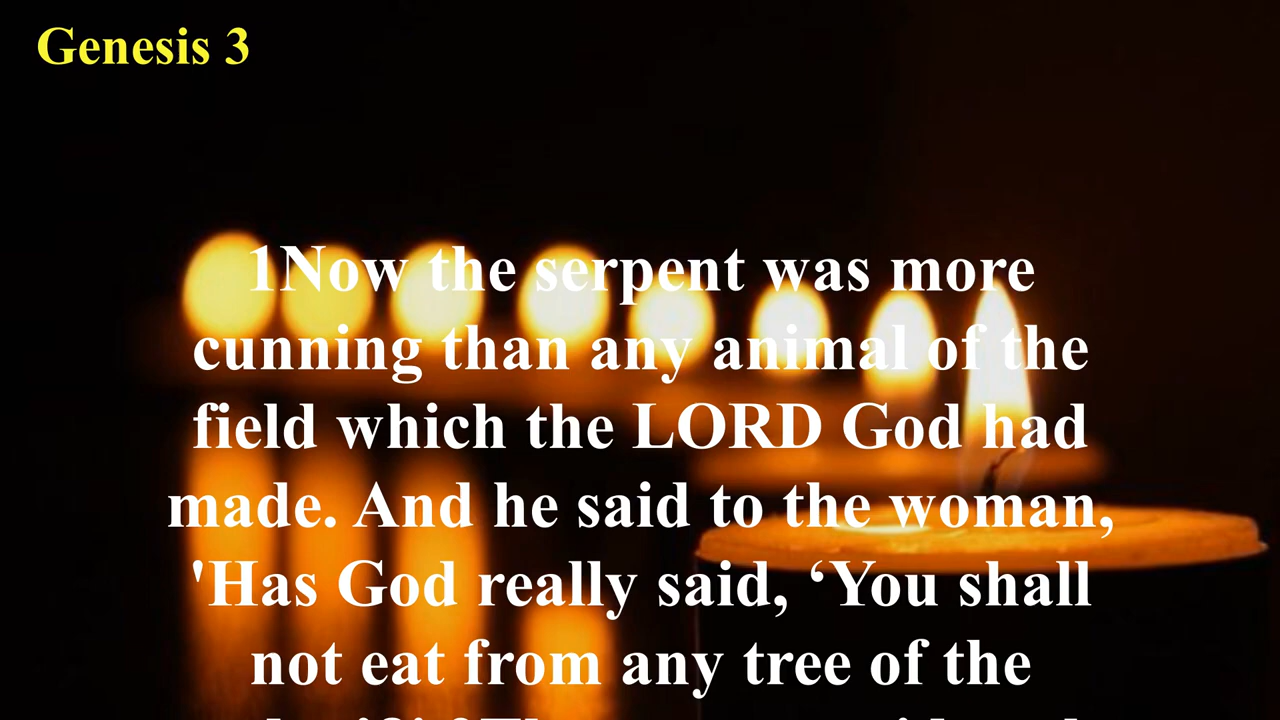 Genesis 3
1Now the serpent was more
cunning than any animal of the
field which the LORD God had
made. And he said to the woman,
'Has God really said, ‘You shall
not eat from any tree of the